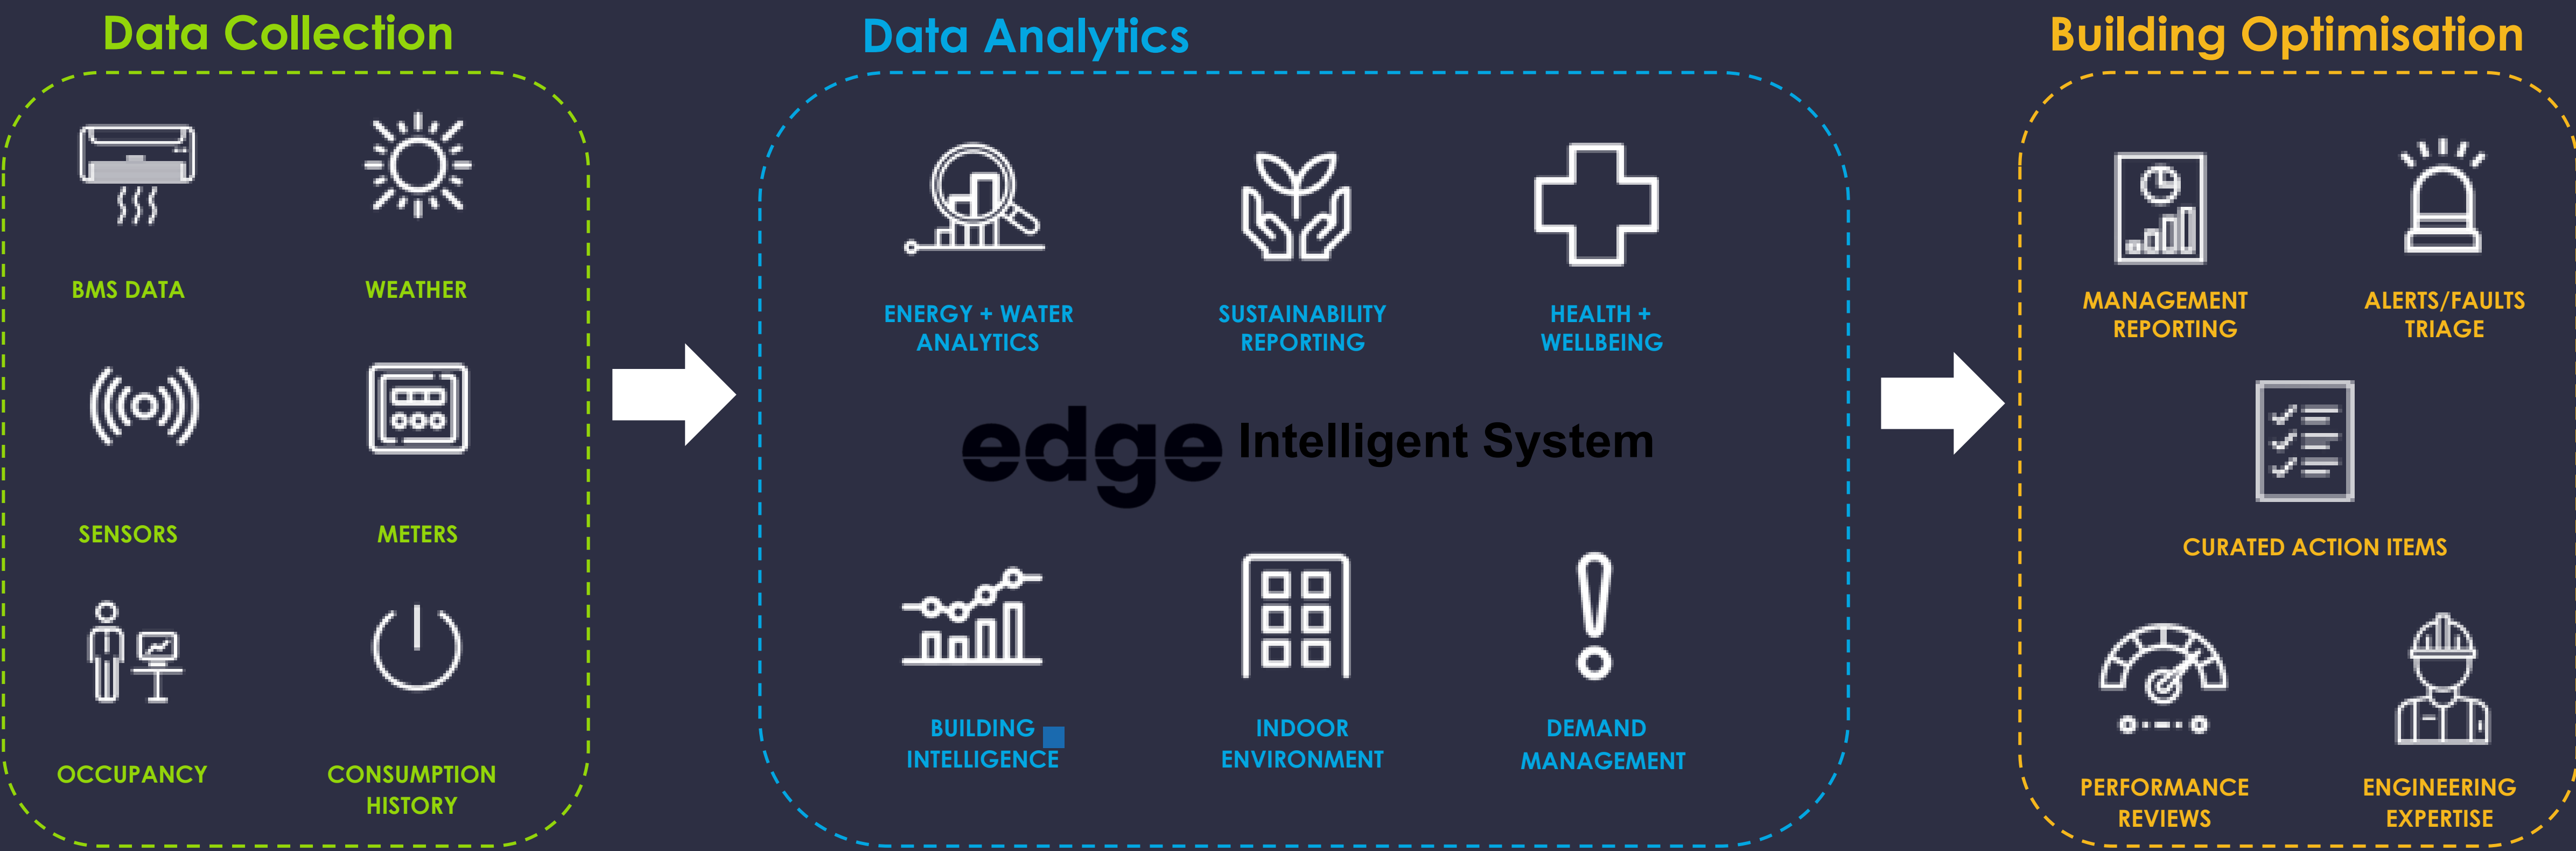 Data Collection
BMS DATA
WEATHER
SENSORS
METERS
OCCUPANCY
CONSUMPTION
HISTORY
Data Analytics
ENERGY + WATER
ANALYTICS
SUSTAINABILITY
REPORTING
HEALTH +
WELLBEING
edge Intelligent System
BUILDING
INTELLIGENCE
INDOOR
ENVIRONMENT
DEMAND
MANAGEMENT
Building Optimisation
MANAGEMENT
REPORTING
ALERTS/FAULTS
TRIAGE
CURATED ACTION ITEMS
PERFORMANCE
REVIEWS
ENGINEERING
EXPERTISE